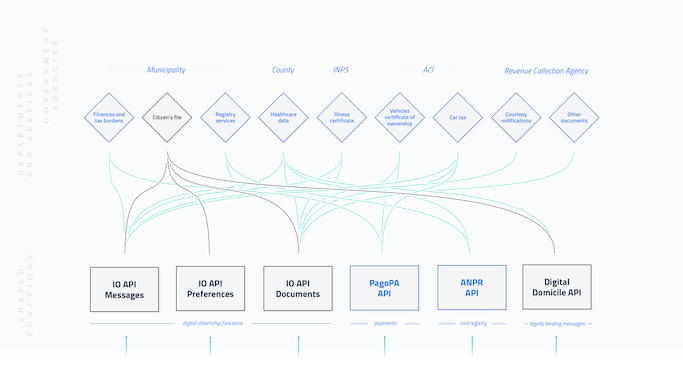 GOVERNMENT
AGENCIES
DEPARTMENTS
AND SERVICES
Municipality
County
INPS
ACI
Revenue Collection Agency
Finances and
tax burdens
Citizen's file
Registry
services
Healthcare
data
Illness
certificate
Vehicles
certificate of
ownership
Car tax
Courtesy
notifications
Other
documents
SHARED
FUNCTIONS
IO API
Messages
IO API
Preferences
IO API
Documents
PagoPA
API
ANPR
API
Digital
Domicile API
digital citizenship functions
payments
civil registry
legally binding messages